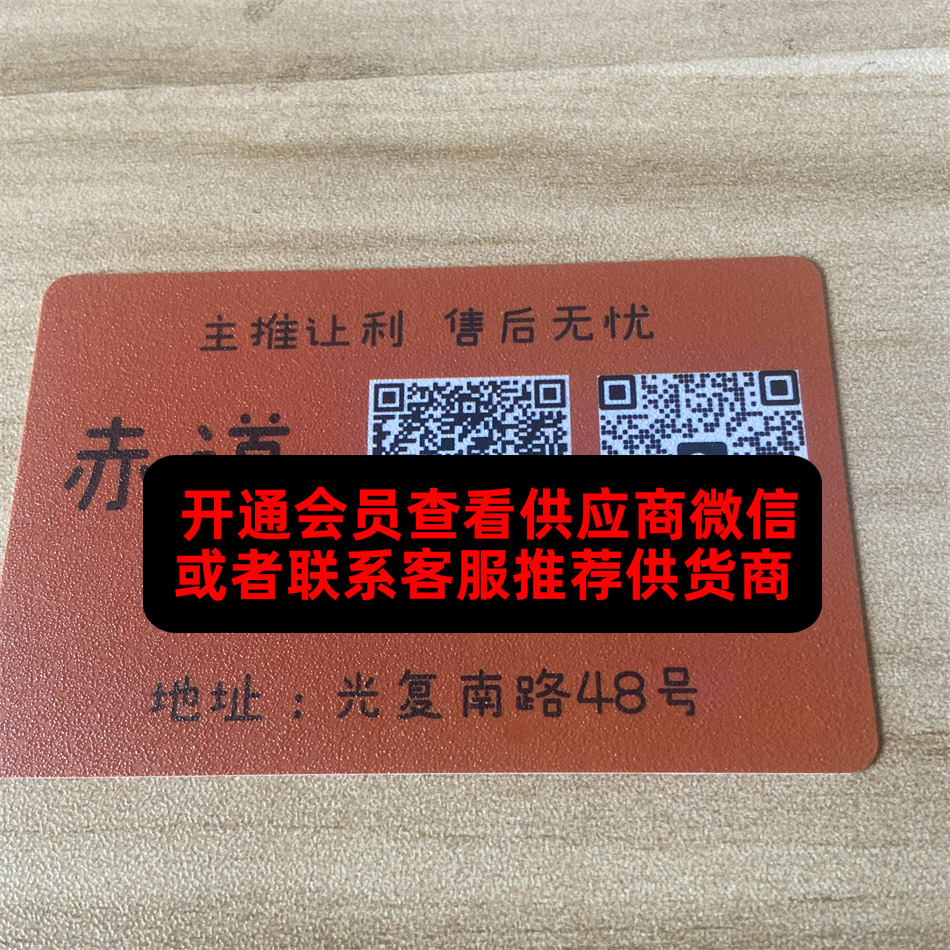 主推让利 售后无忧
赤道
开通会员查看供应商微信
或者联系客服推荐供货商
地址：光复南路48号